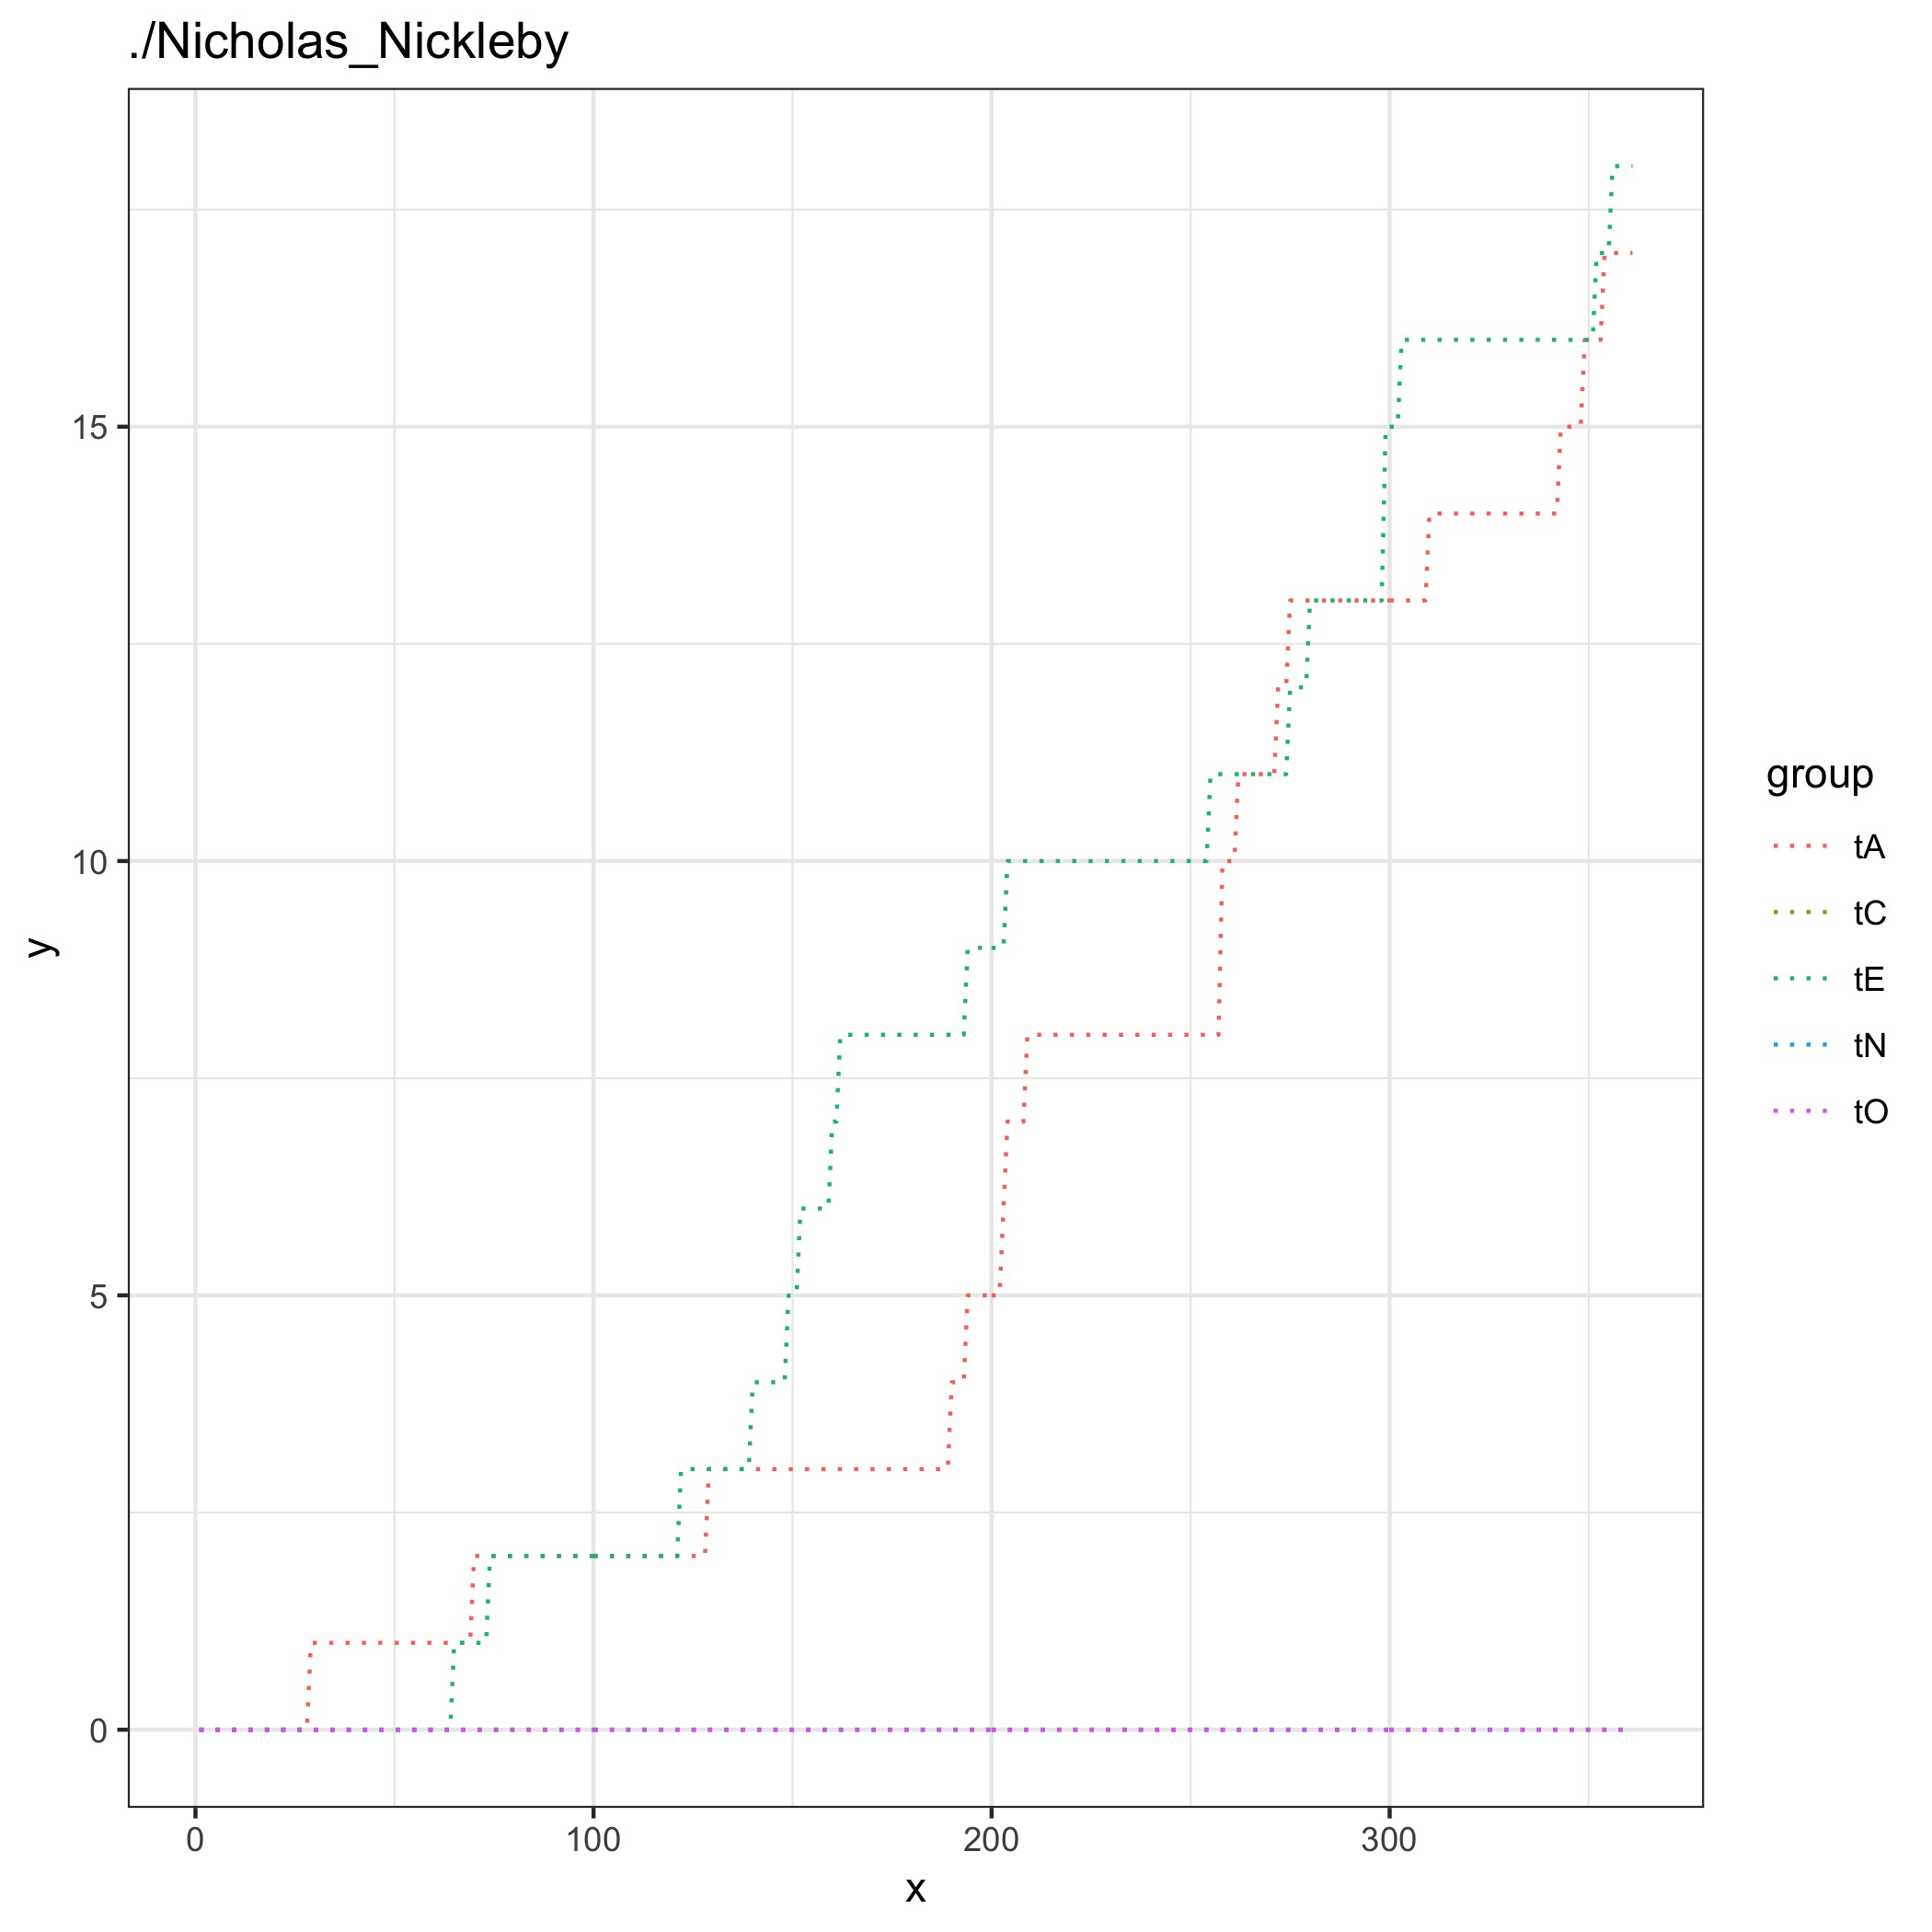 ./Nicholas_Nickleby
15
10
5
0
y
0 100 200 300
x
group
tA
tC
tE
tN
tO